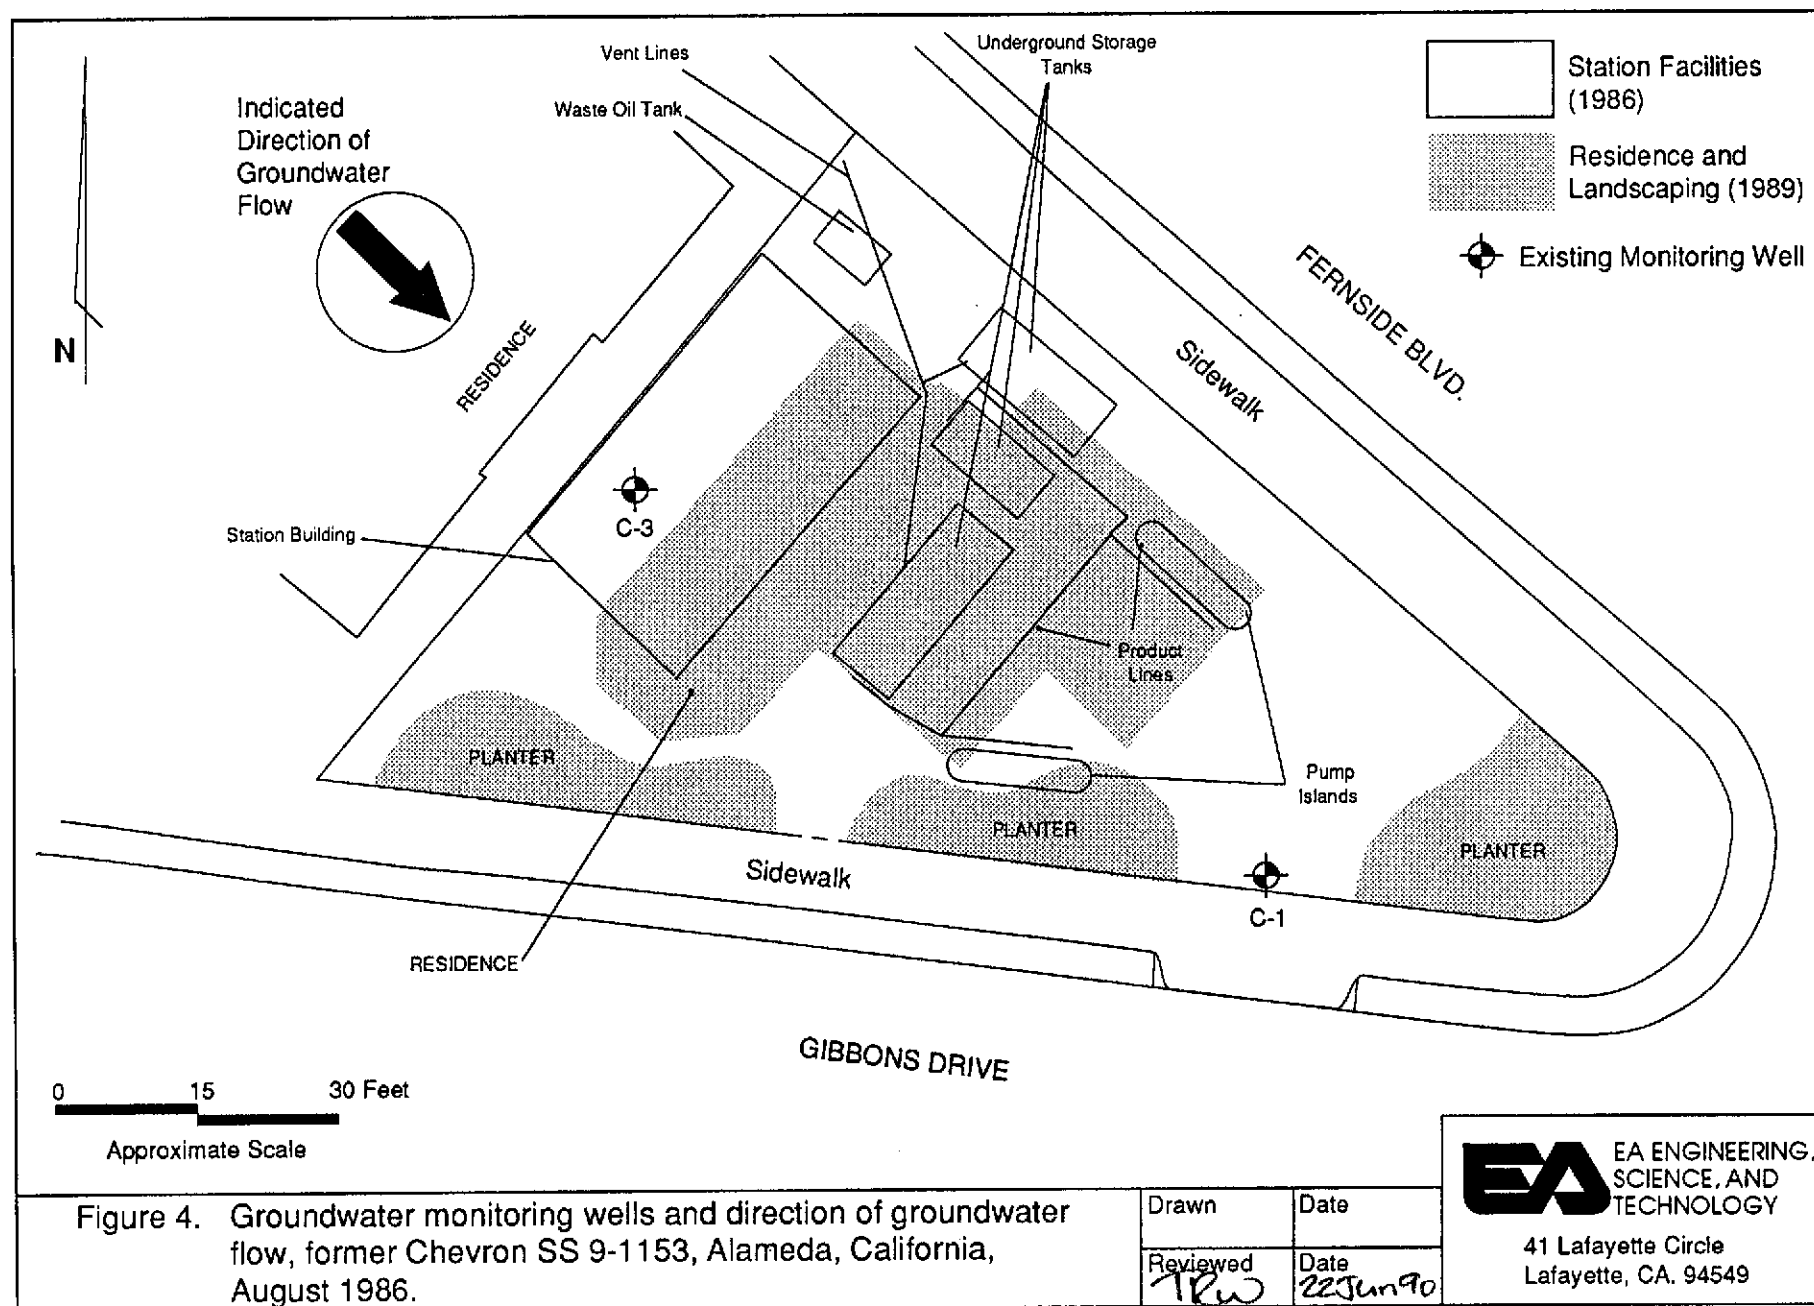 Vent Lines
Waste Oil Tank
Underground Storage
Tanks
Indicated
Direction of
Groundwater
Flow
N
RESIDENCE
Station Facilities
(1986)
Residence and
Landscaping (1989)
Existing Monitoring Well
FERNSIDE BLVD.
Sidewalk
C-3
Station Building
Product
Lines
PLANTER
Pump
Islands
PLANTER
PLANTER
Sidewalk
C-1
RESIDENCE
GIBBONS DRIVE
0 15 30 Feet
Approximate Scale
Figure 4. Groundwater monitoring wells and direction of groundwater
flow, former Chevron SS 9-1153, Alameda, California,
August 1986.
Drawn
Date
Reviewed
TRW
Date
22Jun90
EA
EA ENGINEERING,
SCIENCE, AND
TECHNOLOGY
41 Lafayette Circle
Lafayette, CA. 94549